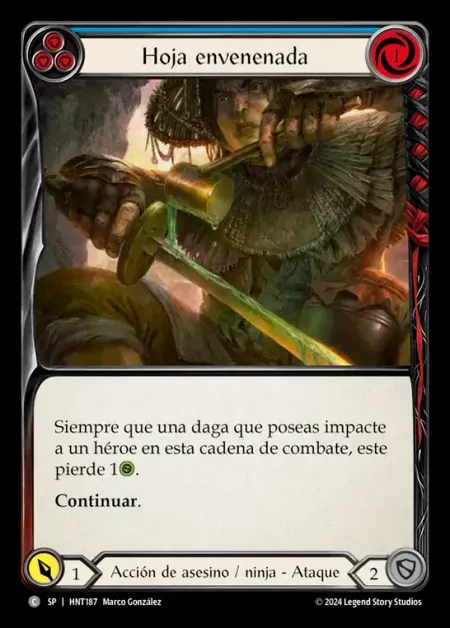 Hoja envenenada
1
Siempre que una daga que poseas impacte
a un héroe en esta cadena de combate, este
pierde 1.
Continuar.
1
Acción de asesino / ninja - Ataque
2
C SP | HNT187 Marco González
© 2024 Legend Story Studios